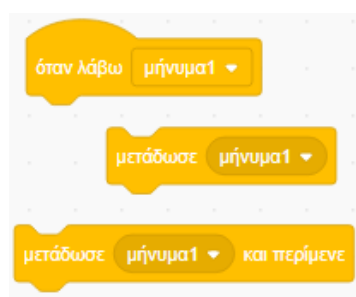 όταν λάβω μήνυμα1
μετάδωσε μήνυμα1
μετάδωσε μήνυμα1 και περίμενε